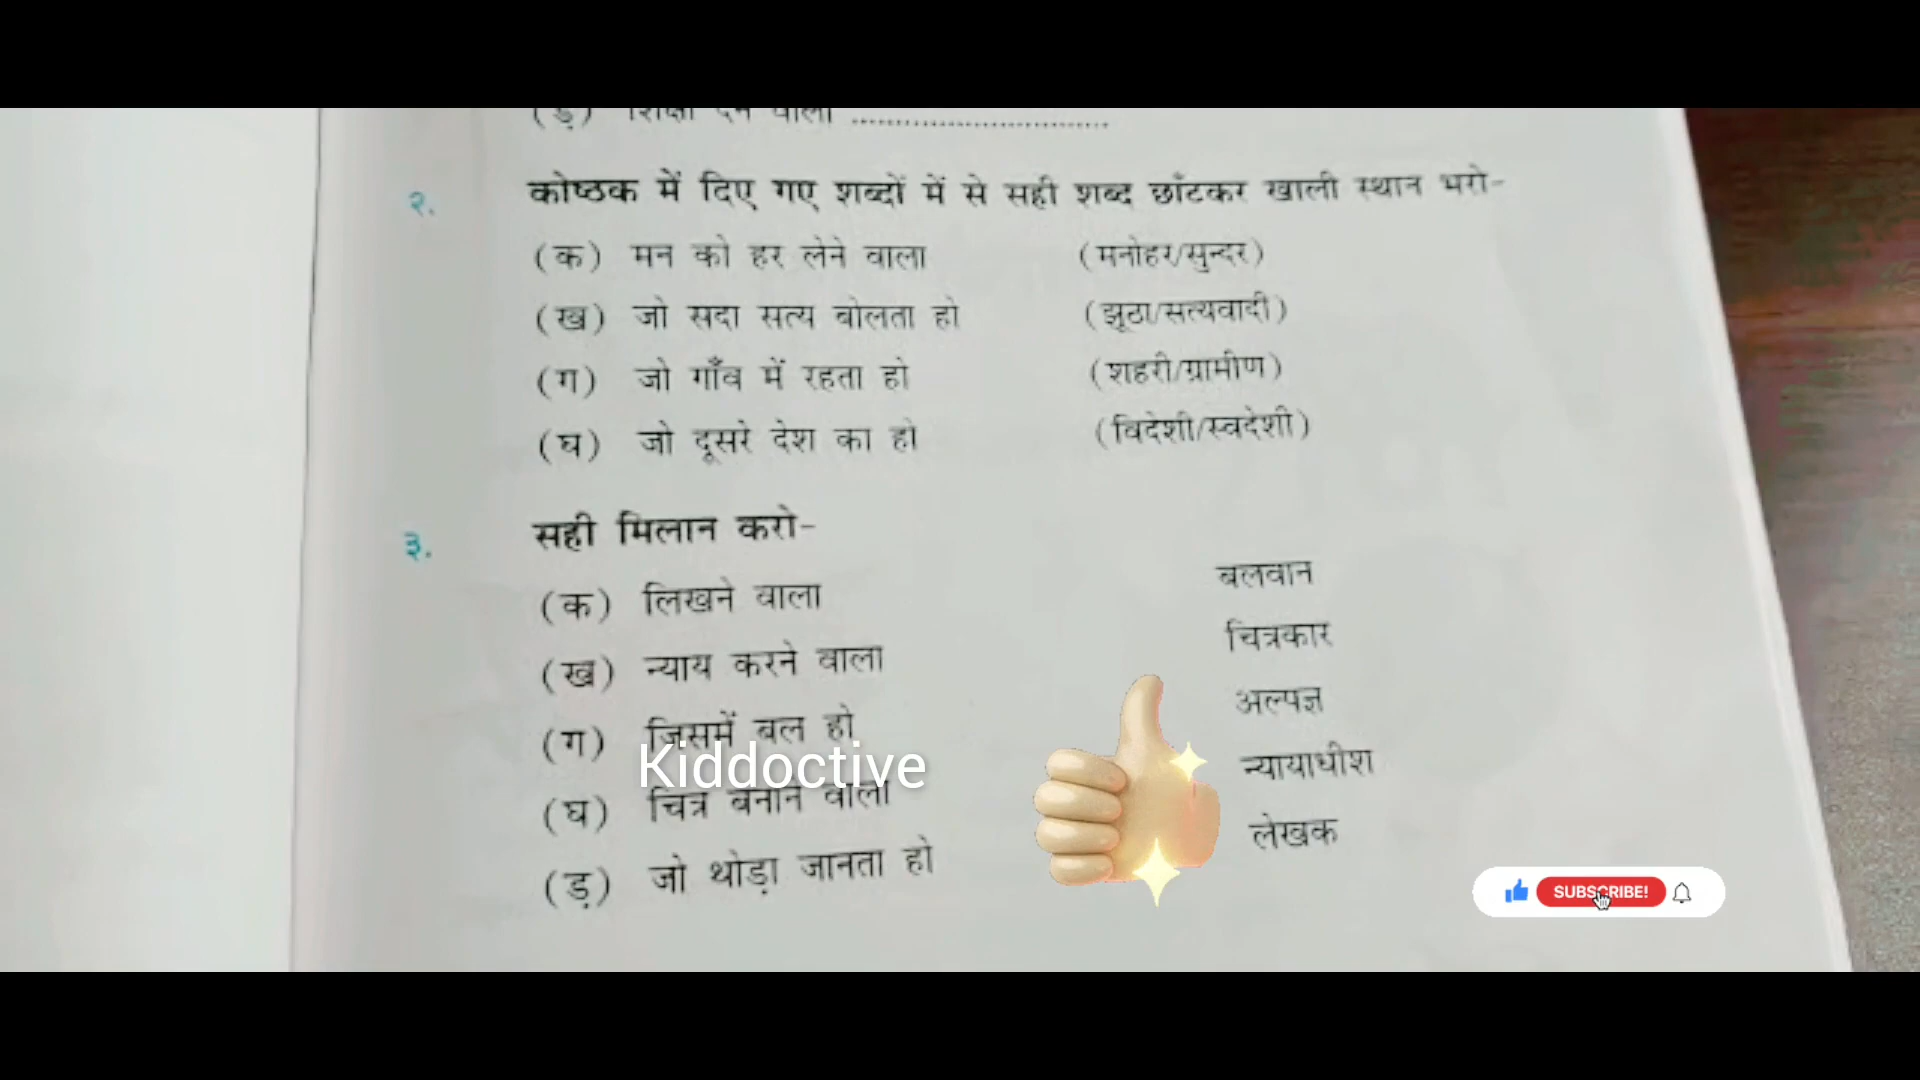 (ड़) शिक्षा देने वाला ..............................
२. कोष्ठक में दिए गए शब्दों में से सही शब्द छाँटकर खाली स्थान भरो-
(क) मन को हर लेने वाला (मनोहर/सुन्दर)
(ख) जो सदा सत्य बोलता हो (झूठा/सत्यवादी)
(ग) जो गाँव में रहता हो (शहरी/ग्रामीण)
(घ) जो दूसरे देश का हो (विदेशी/स्वदेशी)
३. सही मिलान करो-
(क) लिखने वाला बलवान
(ख) न्याय करने वाला चित्रकार
(ग) जिसमें बल हो अल्पज्ञ
Kiddoctive
(घ) चित्र बनाने वाला न्यायाधीश
(ड़) जो थोड़ा जानता हो लेखक
SUBSCRIBE!